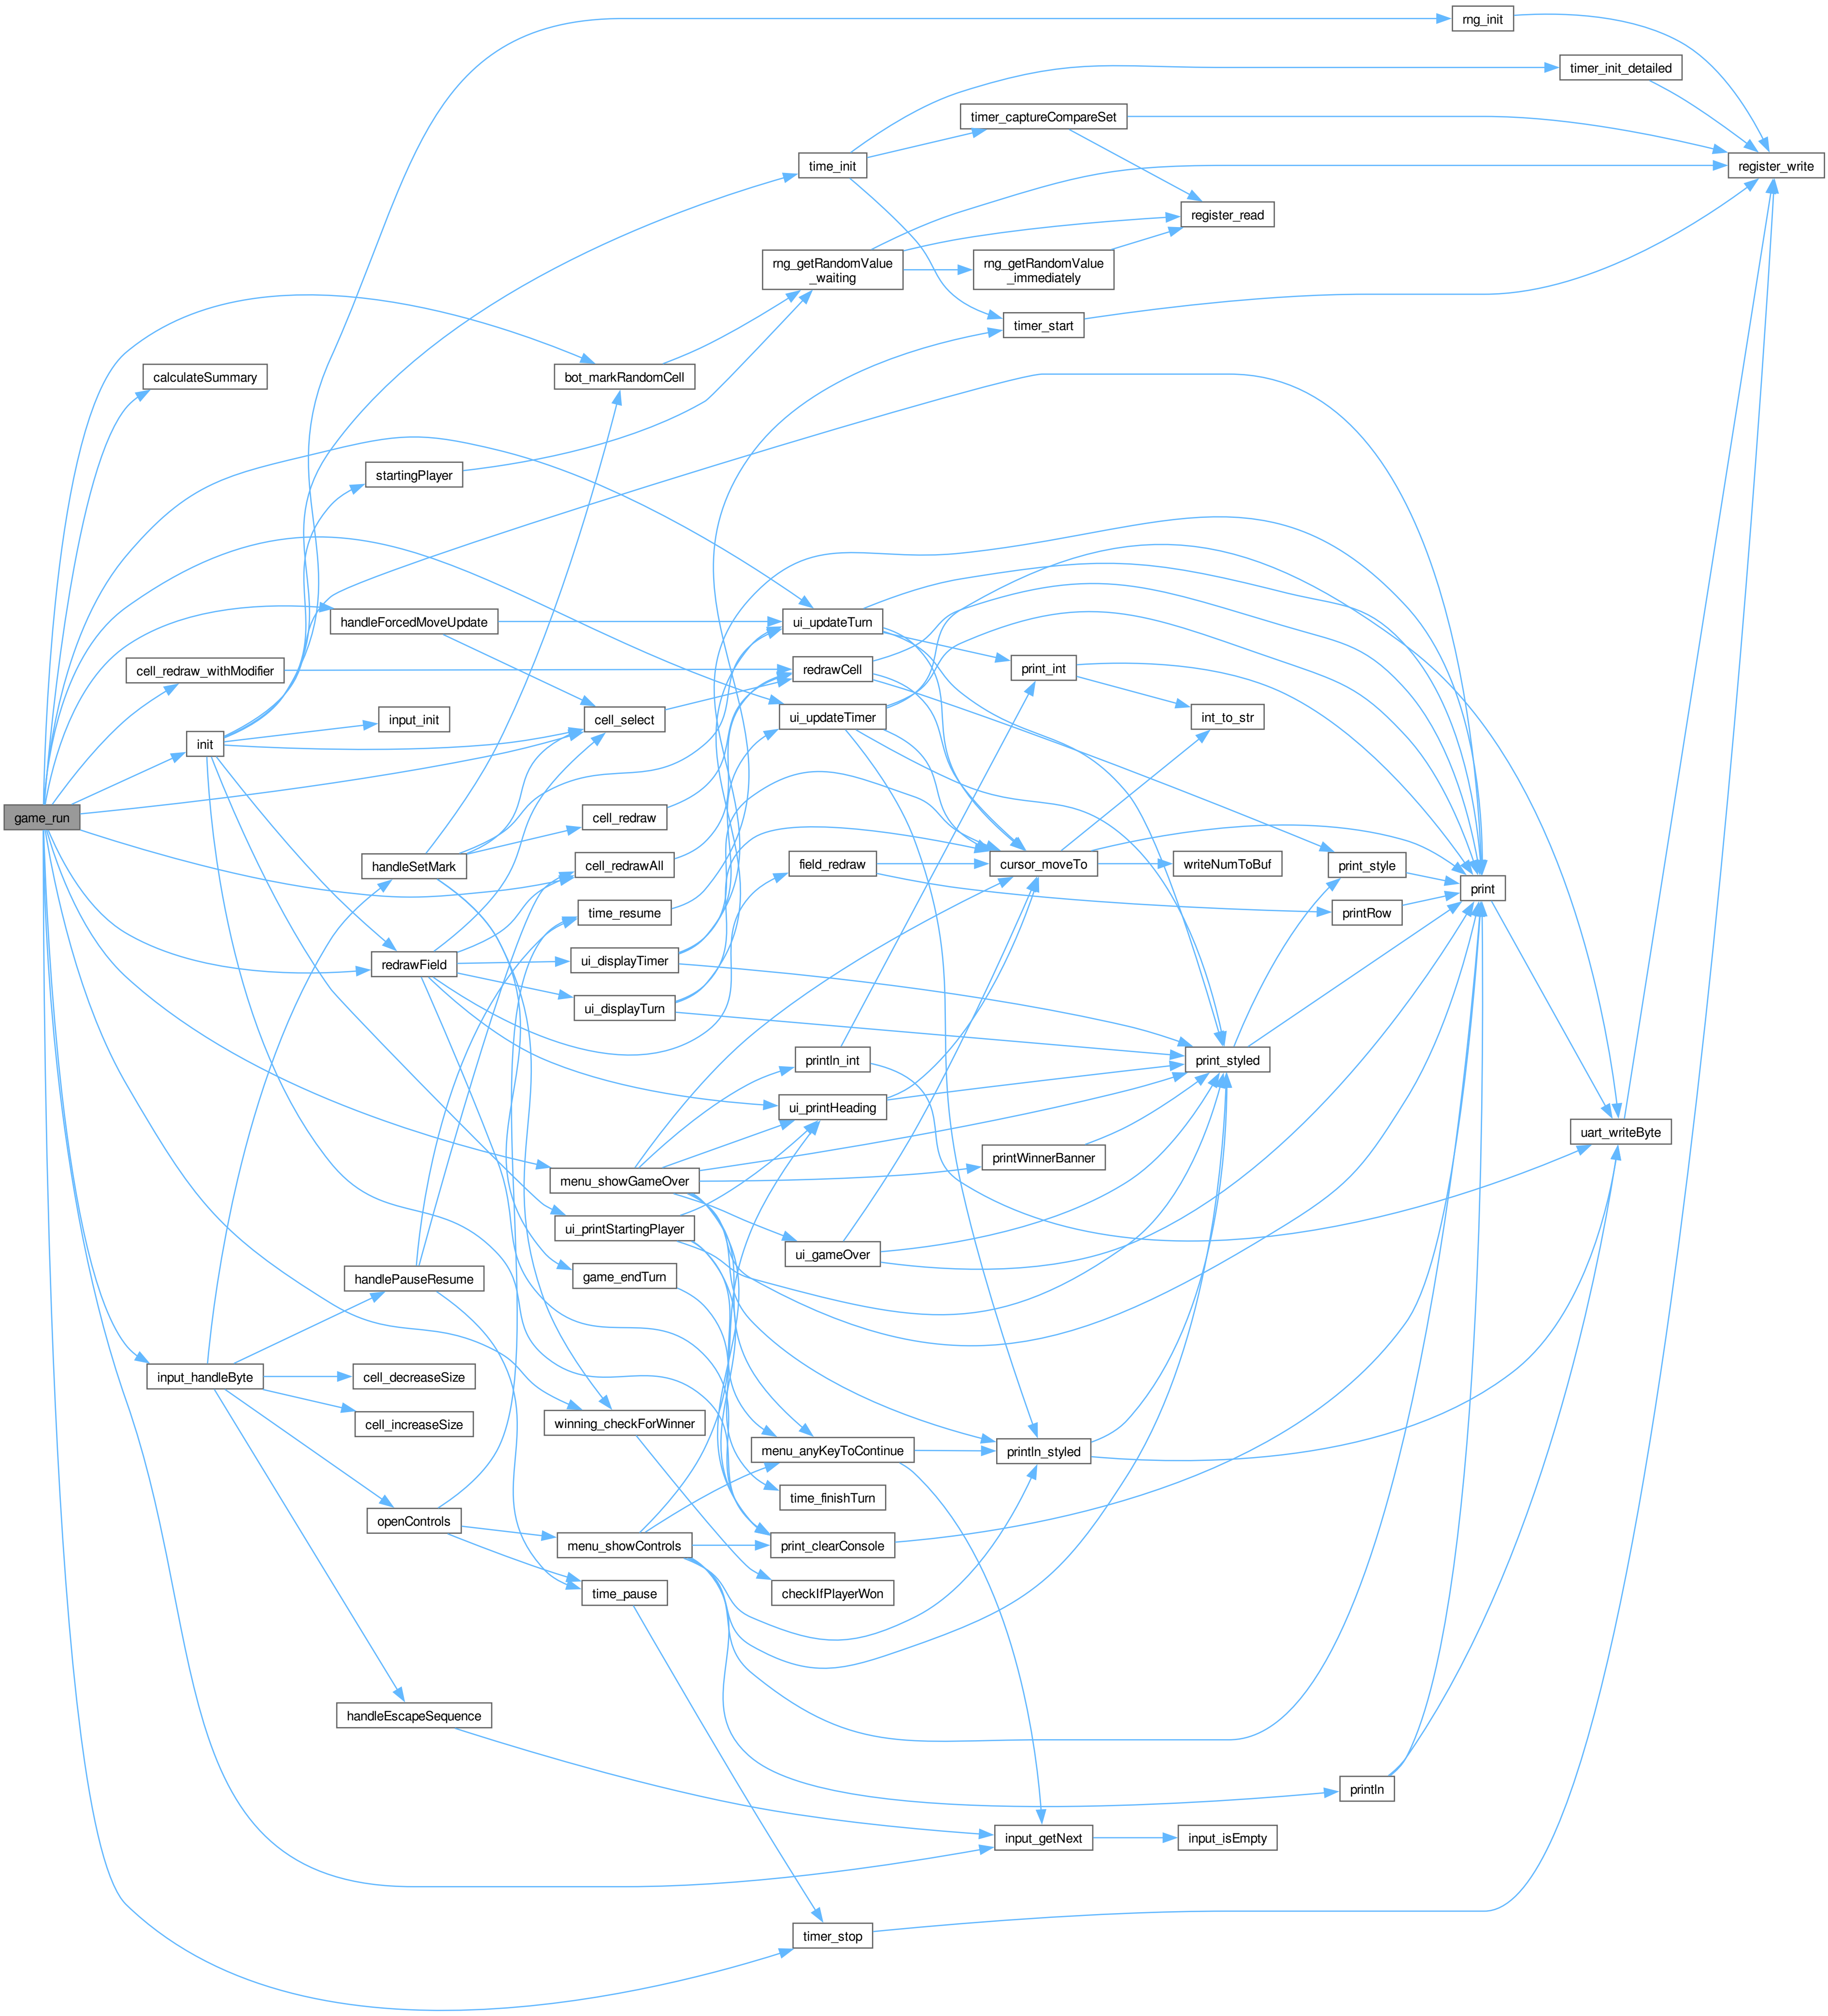 rng_init
timer_init_detailed
timer_captureCompareSet
time_init
register_write
register_read
rng_getRandomValue
_waiting
rng_getRandomValue
_immediately
timer_start
calculateSummary
bot_markRandomCell
startingPlayer
handleForcedMoveUpdate
ui_updateTurn
cell_redraw_withModifier
redrawCell
print_int
input_init
cell_select
ui_updateTimer
int_to_str
init
game_run
cell_redraw
handleSetMark
cell_redrawAll
field_redraw
cursor_moveTo
writeNumToBuf
print_style
print
time_resume
printRow
redrawField
ui_displayTimer
ui_displayTurn
println_int
print_styled
ui_printHeading
uart_writeByte
printWinnerBanner
menu_showGameOver
ui_printStartingPlayer
ui_gameOver
handlePauseResume
game_endTurn
input_handleByte
cell_decreaseSize
cell_increaseSize
winning_checkForWinner
menu_anyKeyToContinue
println_styled
time_finishTurn
openControls
menu_showControls
print_clearConsole
time_pause
checkIfPlayerWon
handleEscapeSequence
println
input_getNext
input_isEmpty
timer_stop